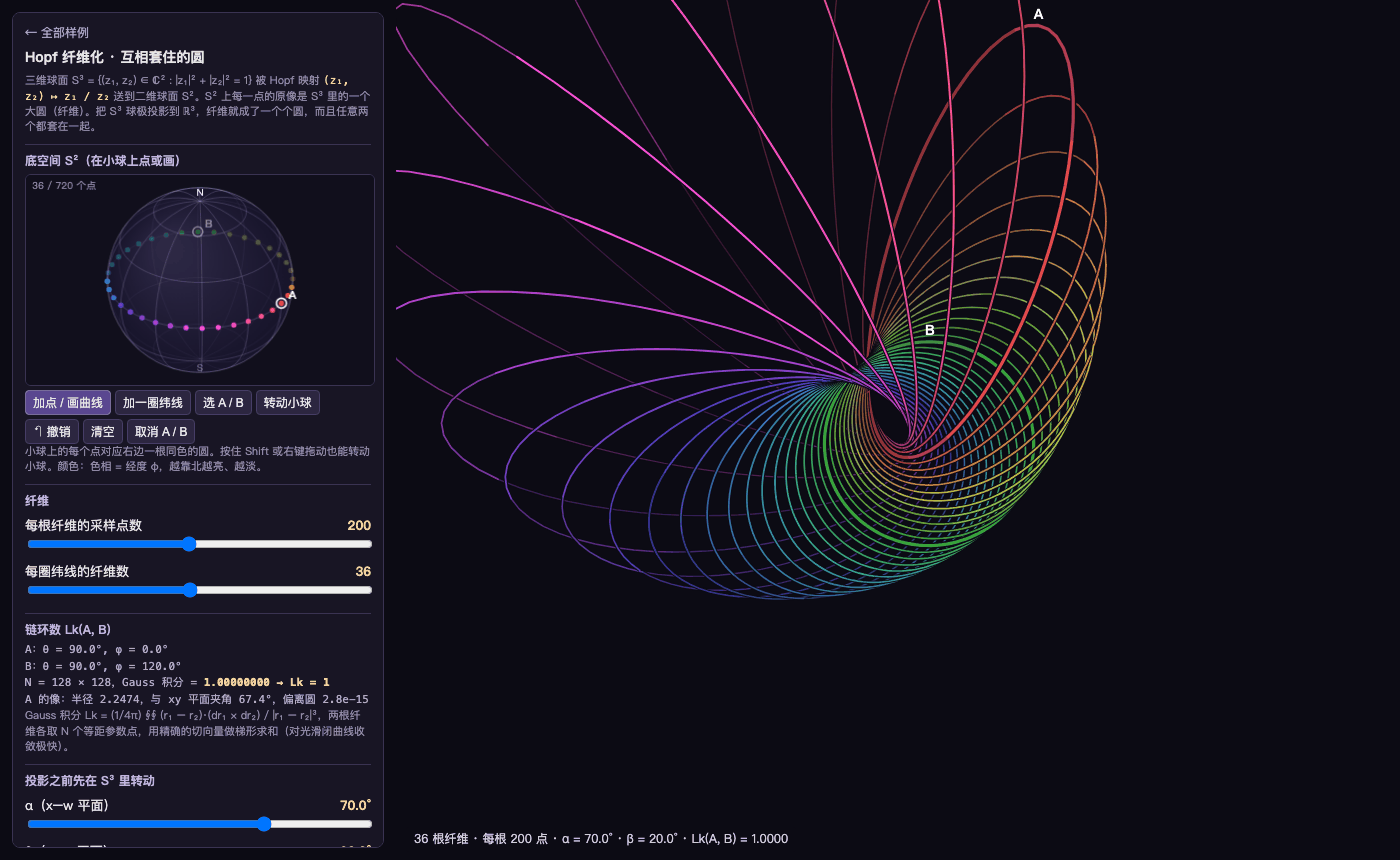 ← 全部样例
Hopf 纤维化 · 互相套住的圆
三维球面 S³ = {(z₁, z₂) ∈ ℂ² : |z₁|² + |z₂|² = 1} 被 Hopf 映射 (z₁,
z₂) ↦ z₁ / z₂ 送到二维球面 S²。S² 上每一点的原像是 S³ 里的一个
大圆（纤维）。把 S³ 球极投影到 ℝ³，纤维就成了一个个圆，而且任意两
个都套在一起。
底空间 S²（在小球上点或画）
36 / 720 个点
N
B
A
S
加点 / 画曲线
加一圈纬线
选 A / B
转动小球
↰ 撤销
清空
取消 A / B
小球上的每个点对应右边一根同色的圆。按住 Shift 或右键拖动也能转动
小球。颜色：色相 = 经度 φ，越靠北越亮、越淡。
纤维
每根纤维的采样点数 200
每圈纬线的纤维数 36
链环数 Lk(A, B)
A: θ = 90.0°, φ = 0.0°
B: θ = 90.0°, φ = 120.0°
N = 128 × 128, Gauss 积分 = 1.00000000 → Lk = 1
A 的像: 半径 2.2474, 与 xy 平面夹角 67.4°, 偏离圆 2.8e-15
Gauss 积分 Lk = (1/4π) ∮∮ (r₁ − r₂)·(dr₁ × dr₂) / |r₁ − r₂|³，两根纤
维各取 N 个等距参数点，用精确的切向量做梯形求和（对光滑闭曲线收
敛极快）。
投影之前先在 S³ 里转动
α（x–w 平面） 70.0°
A
B
36 根纤维 · 每根 200 点 · α = 70.0° · β = 20.0° · Lk(A, B) = 1.0000